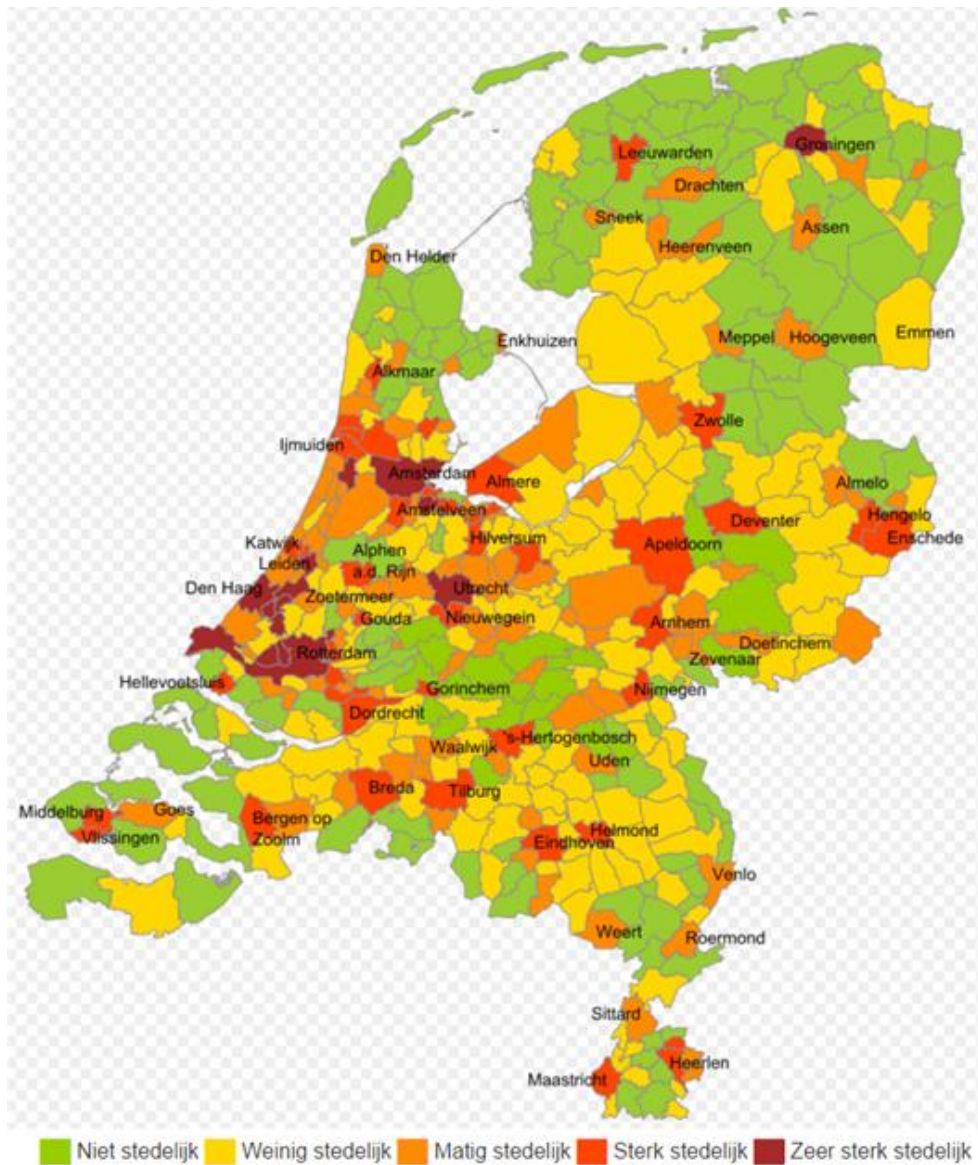 Leeuwarden
Groningen
Drachten
Sneek
Assen
Heerenveen
Den Helder
Enkhuizen
Meppel
Hoogeveen
Emmen
Alkmaar
Zwolle
Ijmuiden
Amsterdam
Almere
Almelo
Amstelveen
Hengelo
Deventer
Hilversum
Enschede
Katwijk
Alphen
a.d. Rijn
Apeldoorn
Leiden
Den Haag
Utrecht
Zoetermeer
Gouda
Nieuwegein
Arnhem
Doetinchem
Rotterdam
Zevenaar
Hellevoetsluis
Gorinchem
Nijmegen
Dordrecht
's-Hertogenbosch
Waalwijk
Uden
Breda
Tilburg
Middelburg
Goes
Bergen op
Zoolm
Vlissingen
Helmond
Eindhoven
Venlo
Weert
Roermond
Sittard
Heerlen
Maastricht
Niet stedelijk Weinig stedelijk Matig stedelijk Sterk stedelijk Zeer sterk stedelijk